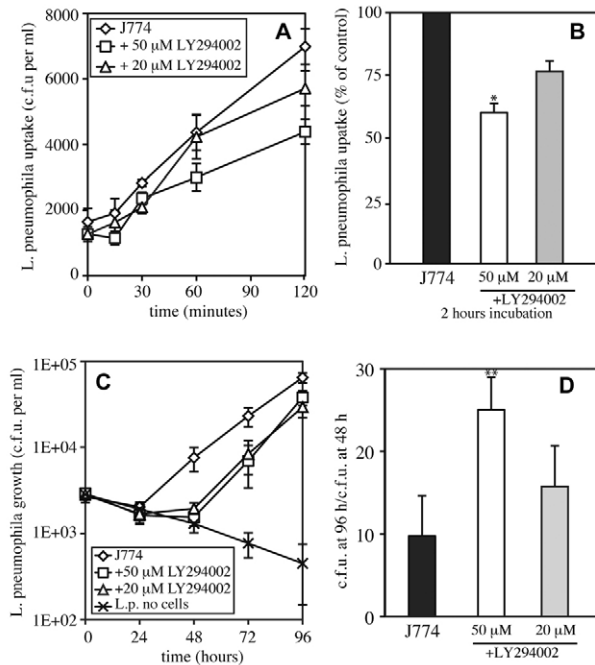 A
J774
+ 50 µM LY294002
+ 20 µM LY294002
L. pneumophila uptake (c.f.u per ml)
8000
6000
4000
2000
0
0 15 30 60 120
time (minutes)
B
L. pneumophila upatke (% of control)
100
75
50
25
0
*
J774
50 µM 20 µM
+LY294002
2 hours incubation
C
L. pneumophila growth (c.f.u. per ml)
1E+05
1E+04
1E+03
1E+02
J774
+50 µM LY294002
+20 µM LY294002
L.p. no cells
0 24 48 72 96
time (hours)
D
c.f.u. at 96 h/c.f.u. at 48 h
30
20
10
0
**
J774
50 µM 20 µM
+LY294002